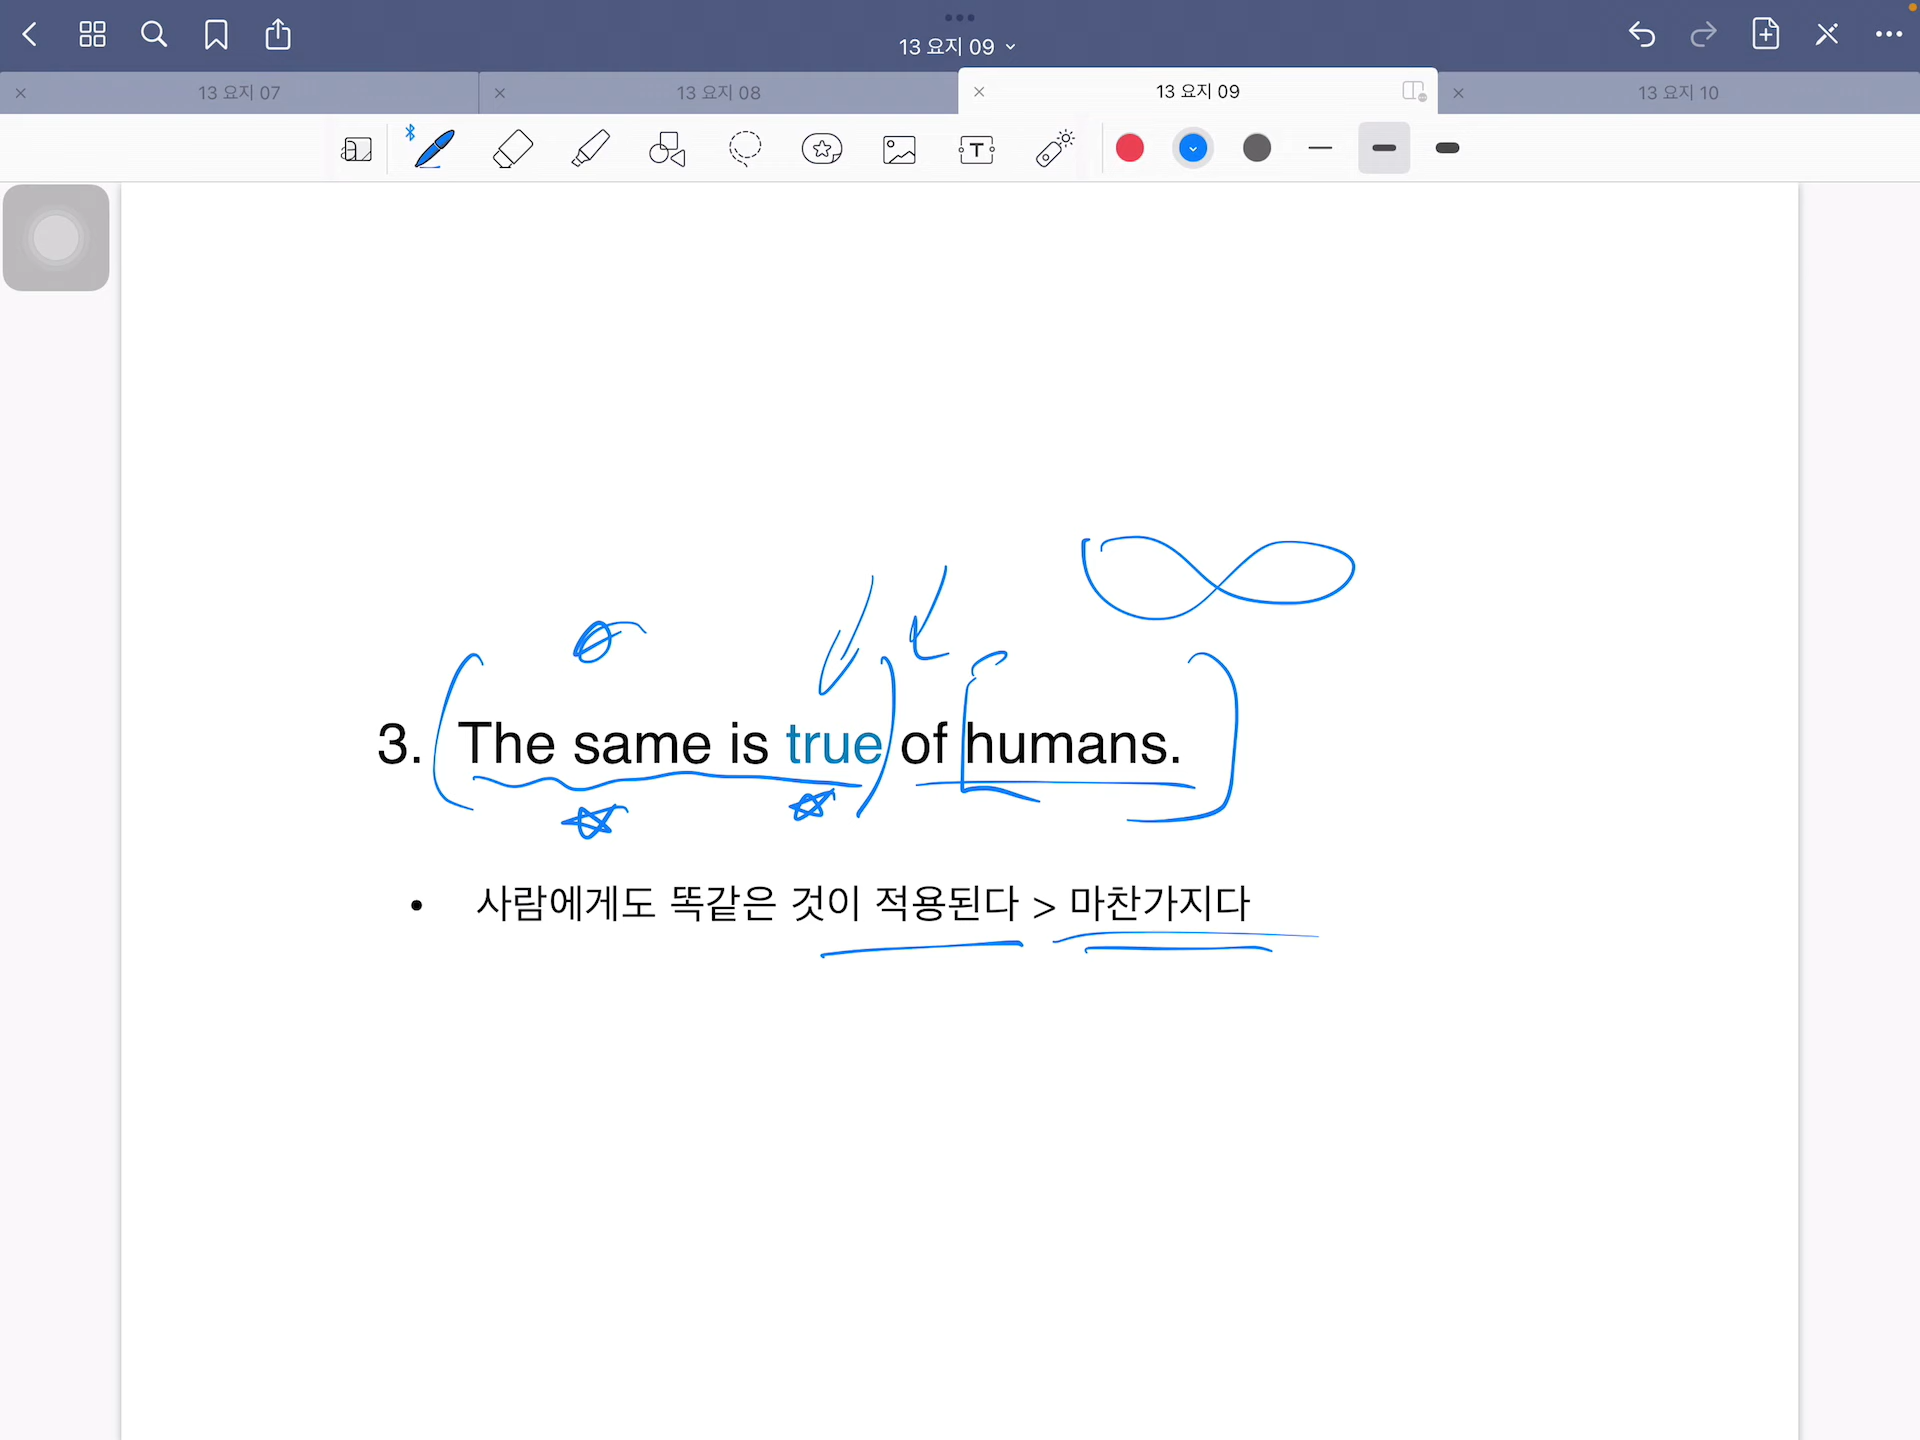 13 요지 09
13 요지 07
13 요지 08
13 요지 09
13 요지 10
3. The same is true of humans.
• 사람에게도 똑같은 것이 적용된다 > 마찬가지다